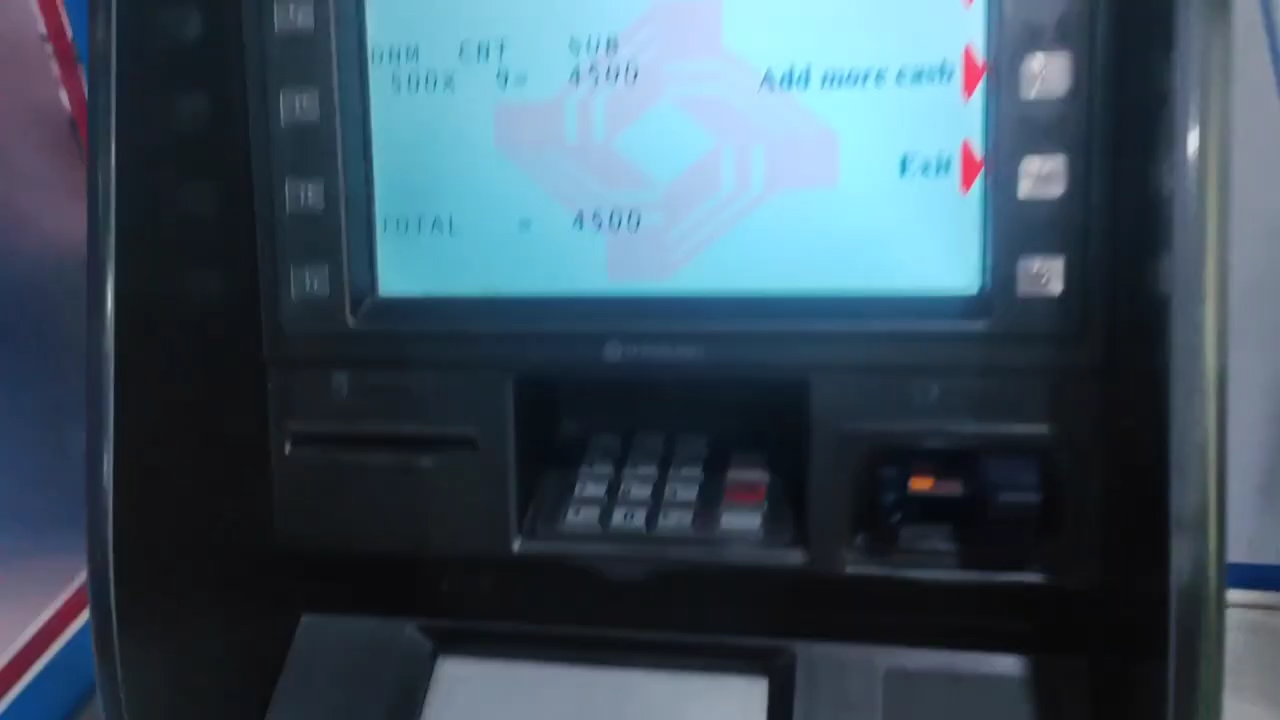 DNM CNT SUB
500x 9= 4500
Add more cash
Exit
TOTAL = 4500